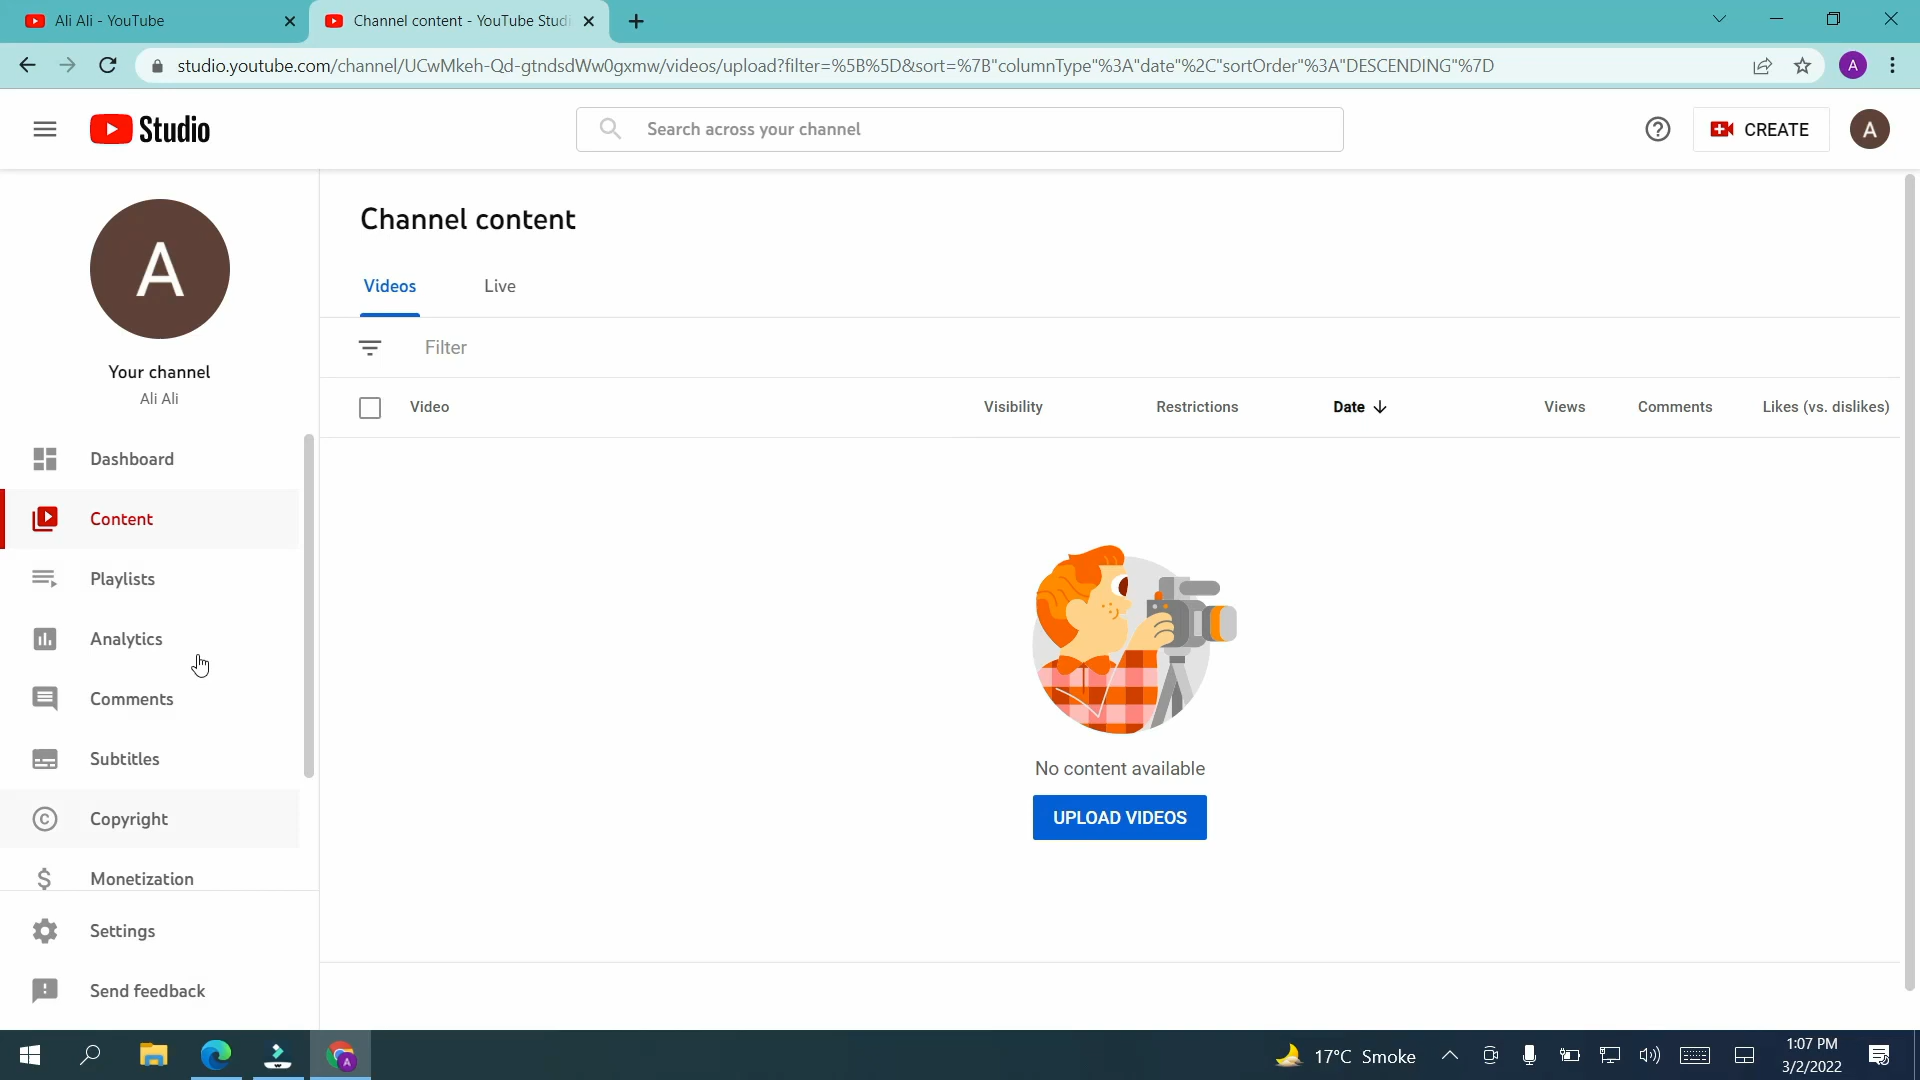 Ali Ali - YouTube
Channel content - YouTube Studi
studio.youtube.com/channel/UCwMkeh-Qd-gtndsdWw0gxmw/videos/upload?filter=%5B%5D&sort=%7B"columnType"%3A"date"%2C"sortOrder"%3A"DESCENDING"%7D
A
Studio
Search across your channel
CREATE
A
A
Your channel
Ali Ali
Dashboard
Content
Playlists
Analytics
Comments
Subtitles
Copyright
Monetization
Settings
Send feedback
Channel content
Videos Live
Filter
Video Visibility Restrictions Date Views Comments Likes (vs. dislikes)
No content available
UPLOAD VIDEOS
A
17°C Smoke
1:07 PM
3/2/2022